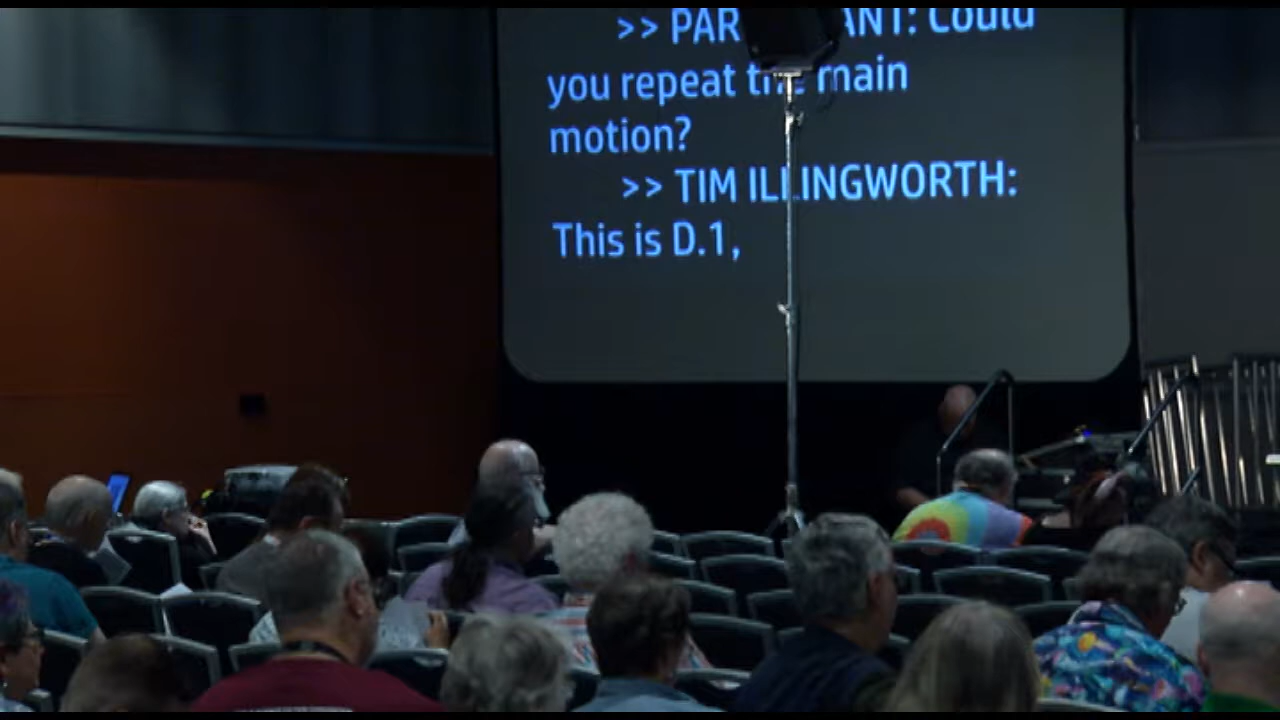 >> PAR ANT: Could
you repeat the main
motion?
>> TIM ILLINGWORTH:
This is D.1,